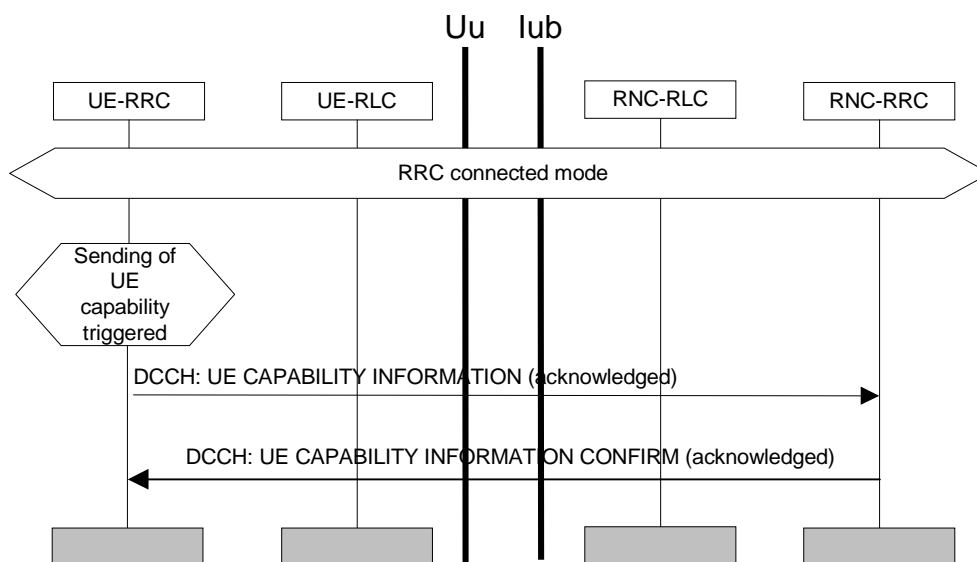 Uu Iub
UE-RRC UE-RLC RNC-RLC RNC-RRC
RRC connected mode
Sending of
UE
capability
triggered
DCCH: UE CAPABILITY INFORMATION (acknowledged)
DCCH: UE CAPABILITY INFORMATION CONFIRM (acknowledged)